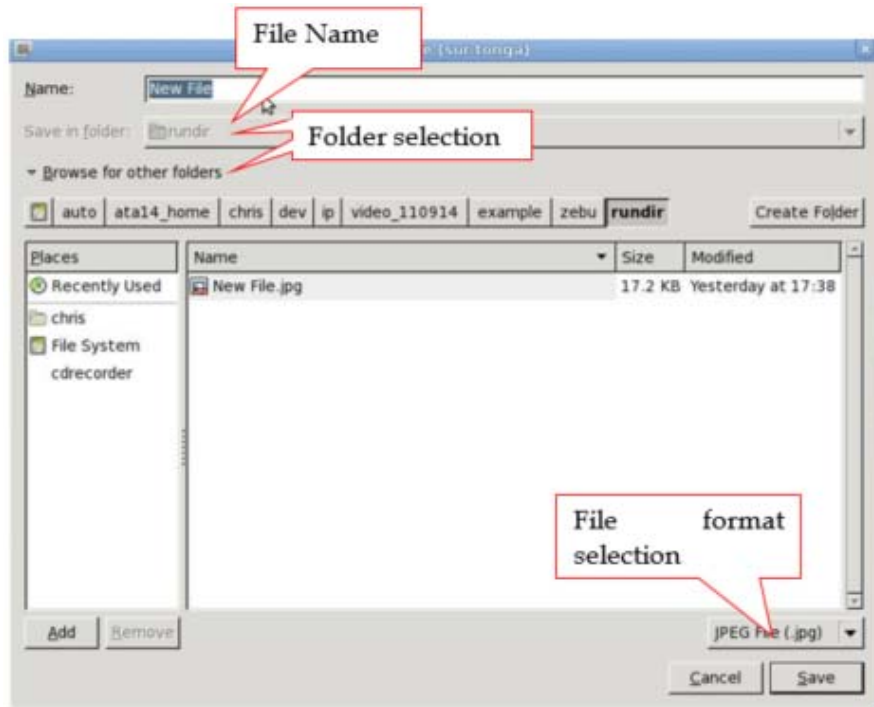 File Name
(sur tonga)
Name: New File
Save in folder: rundir
Folder selection
Browse for other folders
auto ata14_home chris dev ip video_110914 example zebu rundir Create Folder
Places Name Size Modified
Recently Used New File.jpg 17.2 KB Yesterday at 17:38
chris
File System
cdrecorder
File format
selection
Add Remove JPEG File (.jpg)
Cancel Save